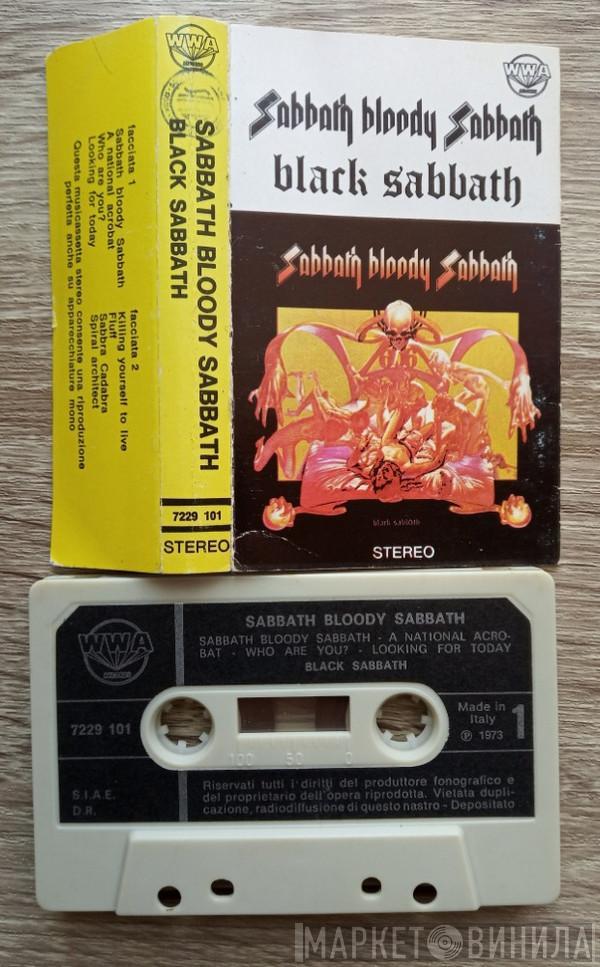 WWA
RECORDS
SABBATH BLOODY SABBATH
BLACK SABBATH
facciata 1
Sabbath bloody Sabbath
A national acrobat
Who are you?
Looking for today
facciata 2
Killing yourself to live
Fluff
Sabbra Cadabra
Spiral architect
Questa musicassetta stereo consente una riproduzione
perfetta anche su apparecchiature mono
7229 101
STEREO
WWA
RECORDS
Sabbath bloody Sabbath
black sabbath
Sabbath bloody Sabbath
black sabbath
STEREO
WWA
RECORDS
SABBATH BLOODY SABBATH
SABBATH BLOODY SABBATH - A NATIONAL ACRO-
BAT - WHO ARE YOU? - LOOKING FOR TODAY
BLACK SABBATH
7229 101
Made in
Italy
℗ 1973
1
100 50 0
S.I.A.E.
D.R.
Riservati tutti i diritti del produttore fonografico e
del proprietario dell'opera riprodotta. Vietata dupli-
cazione, radiodiffusione di questo nastro - Depositato
МАРКЕТ ВИНИЛА